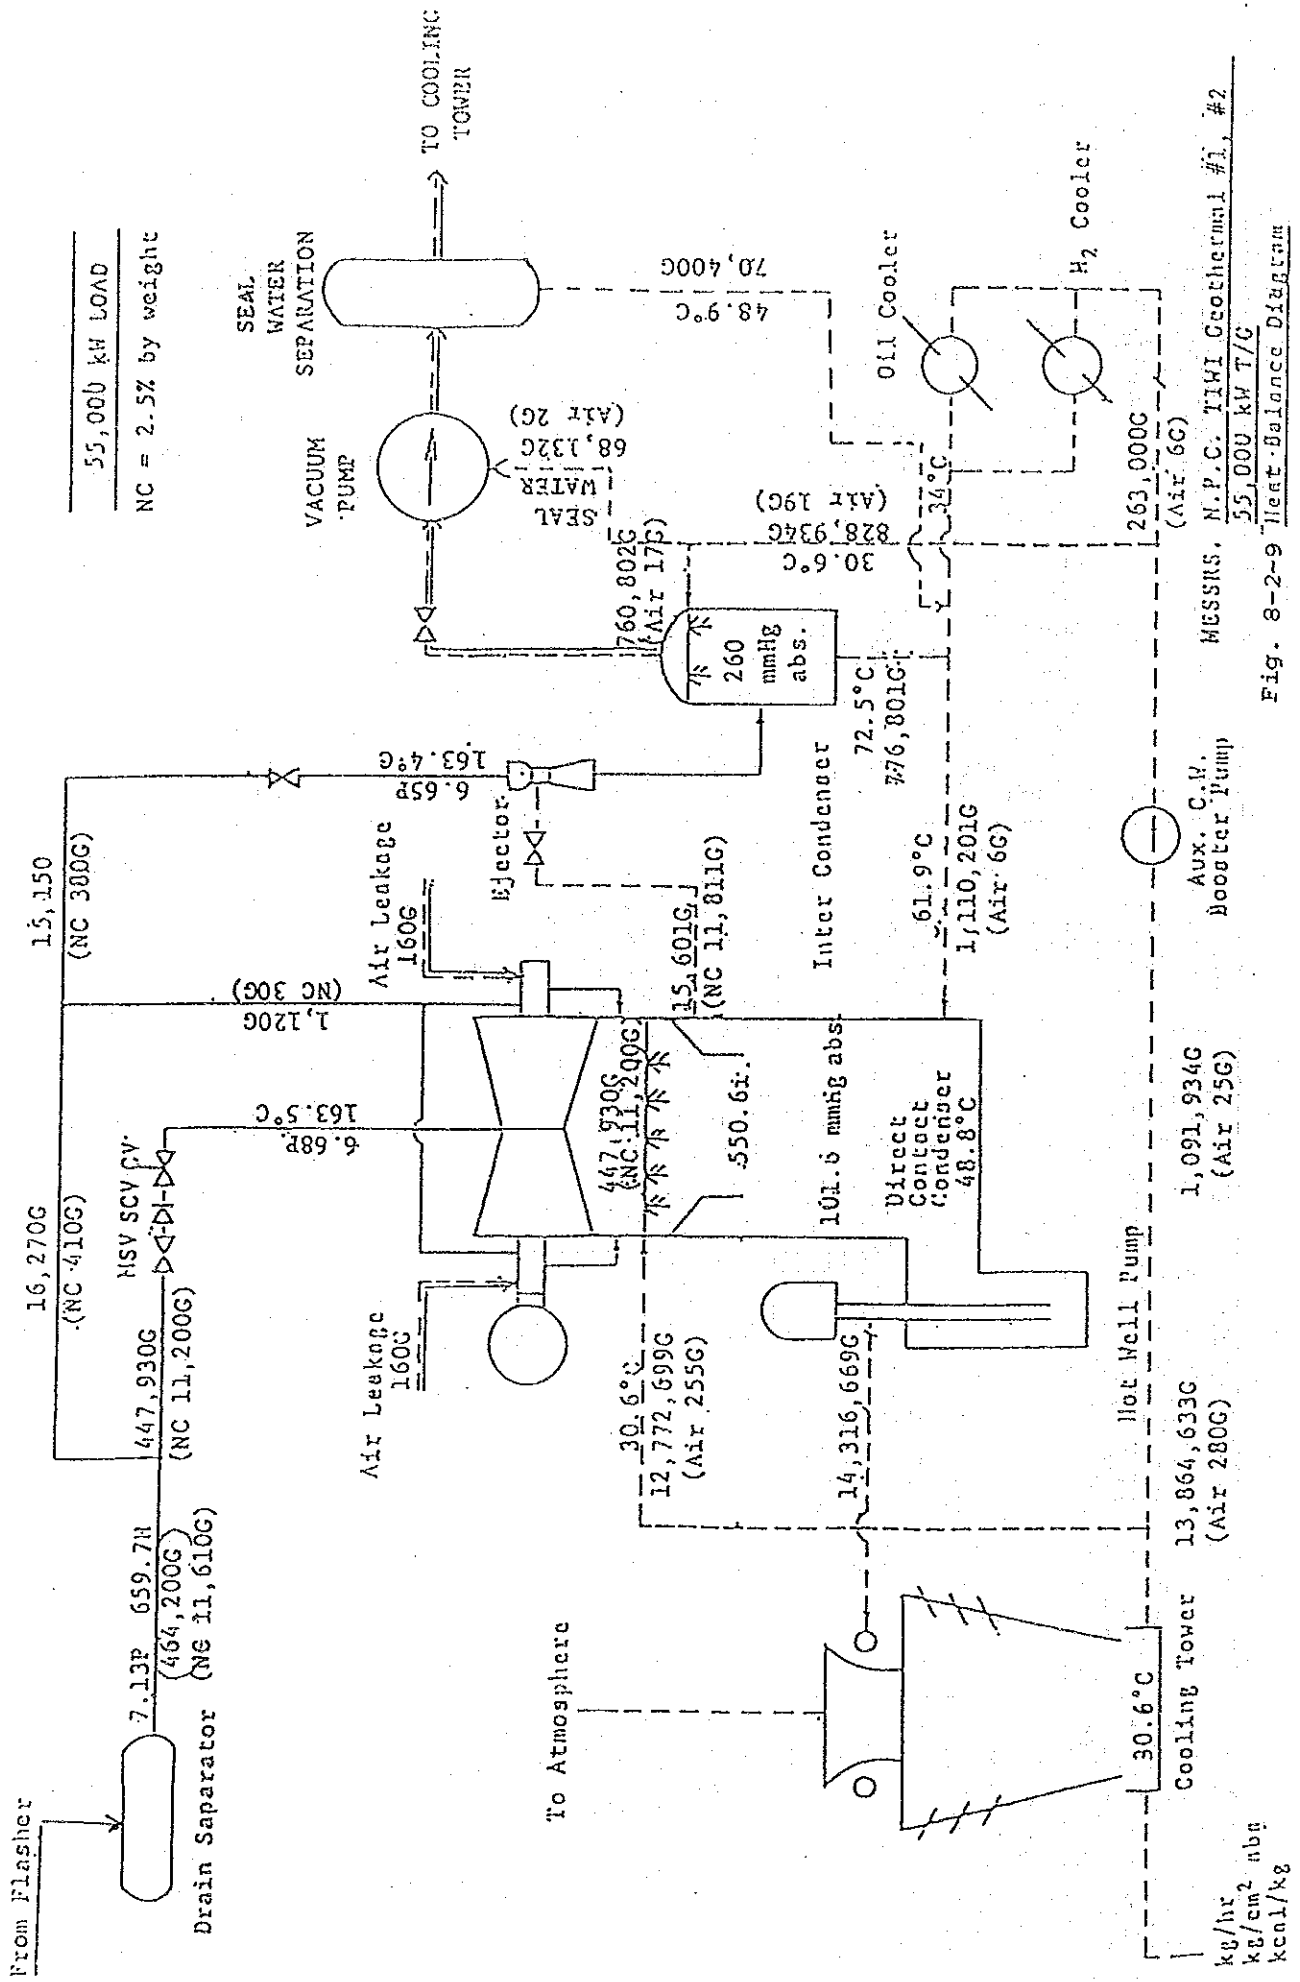 55,000 kW LOAD
NC = 2.5% by weight
From Flasher
Drain Saparator
7.13P 659.7H
(464,200G)
(NC 11,610G)
16,270G
(NC 410G)
447,930G
(NC 11,200G)
MSV SCV CV
163.5°C
6.68P
15,150
(NC 380G)
1,120G
(NC 30G)
163.4°C
6.65P
Air Leakage
160G
Air Leakage
160G
Ejector
447,930G
(NC 11,200G)
15,601G
(NC 11,811G)
550.6i.
101.6 mmHg abs
Direct
Contact
Condenser
48.8°C
30.6°C
12,772,699G
(Air 255G)
14,316,669G
VACUUM
PUMP
SEAL
WATER
SEPARATION
TO COOLING
TOWER
SEAL
WATER
68,132G
(Air 2G)
70,400G
48.9°C
760,802G
(Air 17G)
260
mmHg
abs.
30.6°C
828,934G
(Air 19G)
Inter Condenser
72.5°C
776,801G
61.9°C
1,110,201G
(Air 6G)
34°C
Oil Cooler
H2 Cooler
263,000G
(Air 6G)
Aux. C.W.
Booster Pump
1,091,934G
(Air 25G)
Hot Well Pump
13,864,633G
(Air 280G)
To Atmosphere
30.6°C
Cooling Tower
kg/hr
kg/cm2 abs
kcal/kg
MESSRS. N.P.C. TIWI Geothermal #1, #2
55,000 kW T/G
Fig. 8-2-9 Heat Balance Diagram